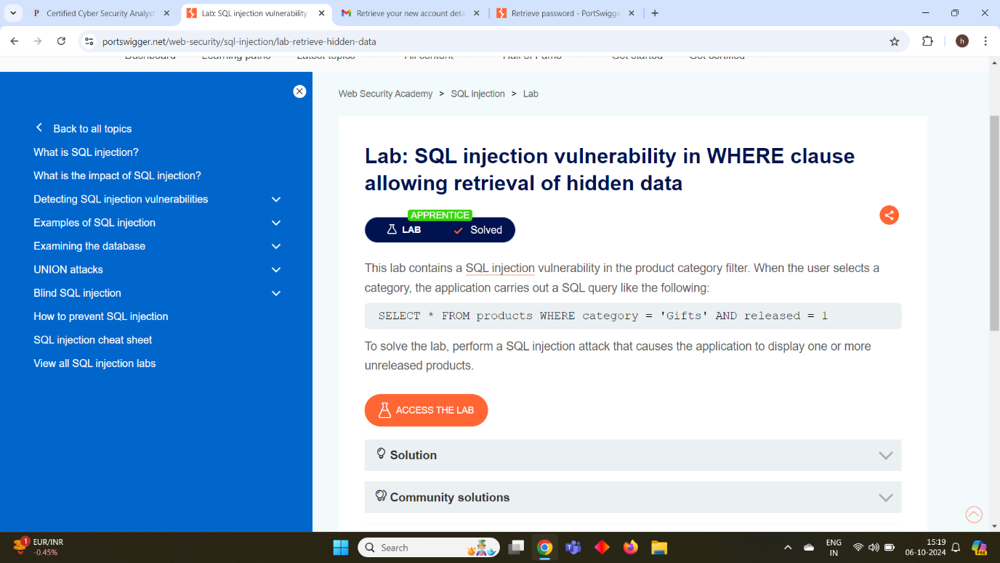 Certified Cyber Security Analyst
Lab: SQL injection vulnerability
Retrieve your new account deta
Retrieve password - PortSwigge
portswigger.net/web-security/sql-injection/lab-retrieve-hidden-data
h
Dashboard Learning paths Latest topics All content Hall of Fame Get started Get certified
Web Security Academy > SQL injection > Lab
Back to all topics
What is SQL injection?
What is the impact of SQL injection?
Detecting SQL injection vulnerabilities
Examples of SQL injection
Examining the database
UNION attacks
Blind SQL injection
How to prevent SQL injection
SQL injection cheat sheet
View all SQL injection labs
Lab: SQL injection vulnerability in WHERE clause
allowing retrieval of hidden data
APPRENTICE
LAB Solved
This lab contains a SQL injection vulnerability in the product category filter. When the user selects a
category, the application carries out a SQL query like the following:
SELECT * FROM products WHERE category = 'Gifts' AND released = 1
To solve the lab, perform a SQL injection attack that causes the application to display one or more
unreleased products.
ACCESS THE LAB
Solution
Community solutions
1
EUR/INR
-0.45%
Search
ENG
IN
15:19
06-10-2024
PRE